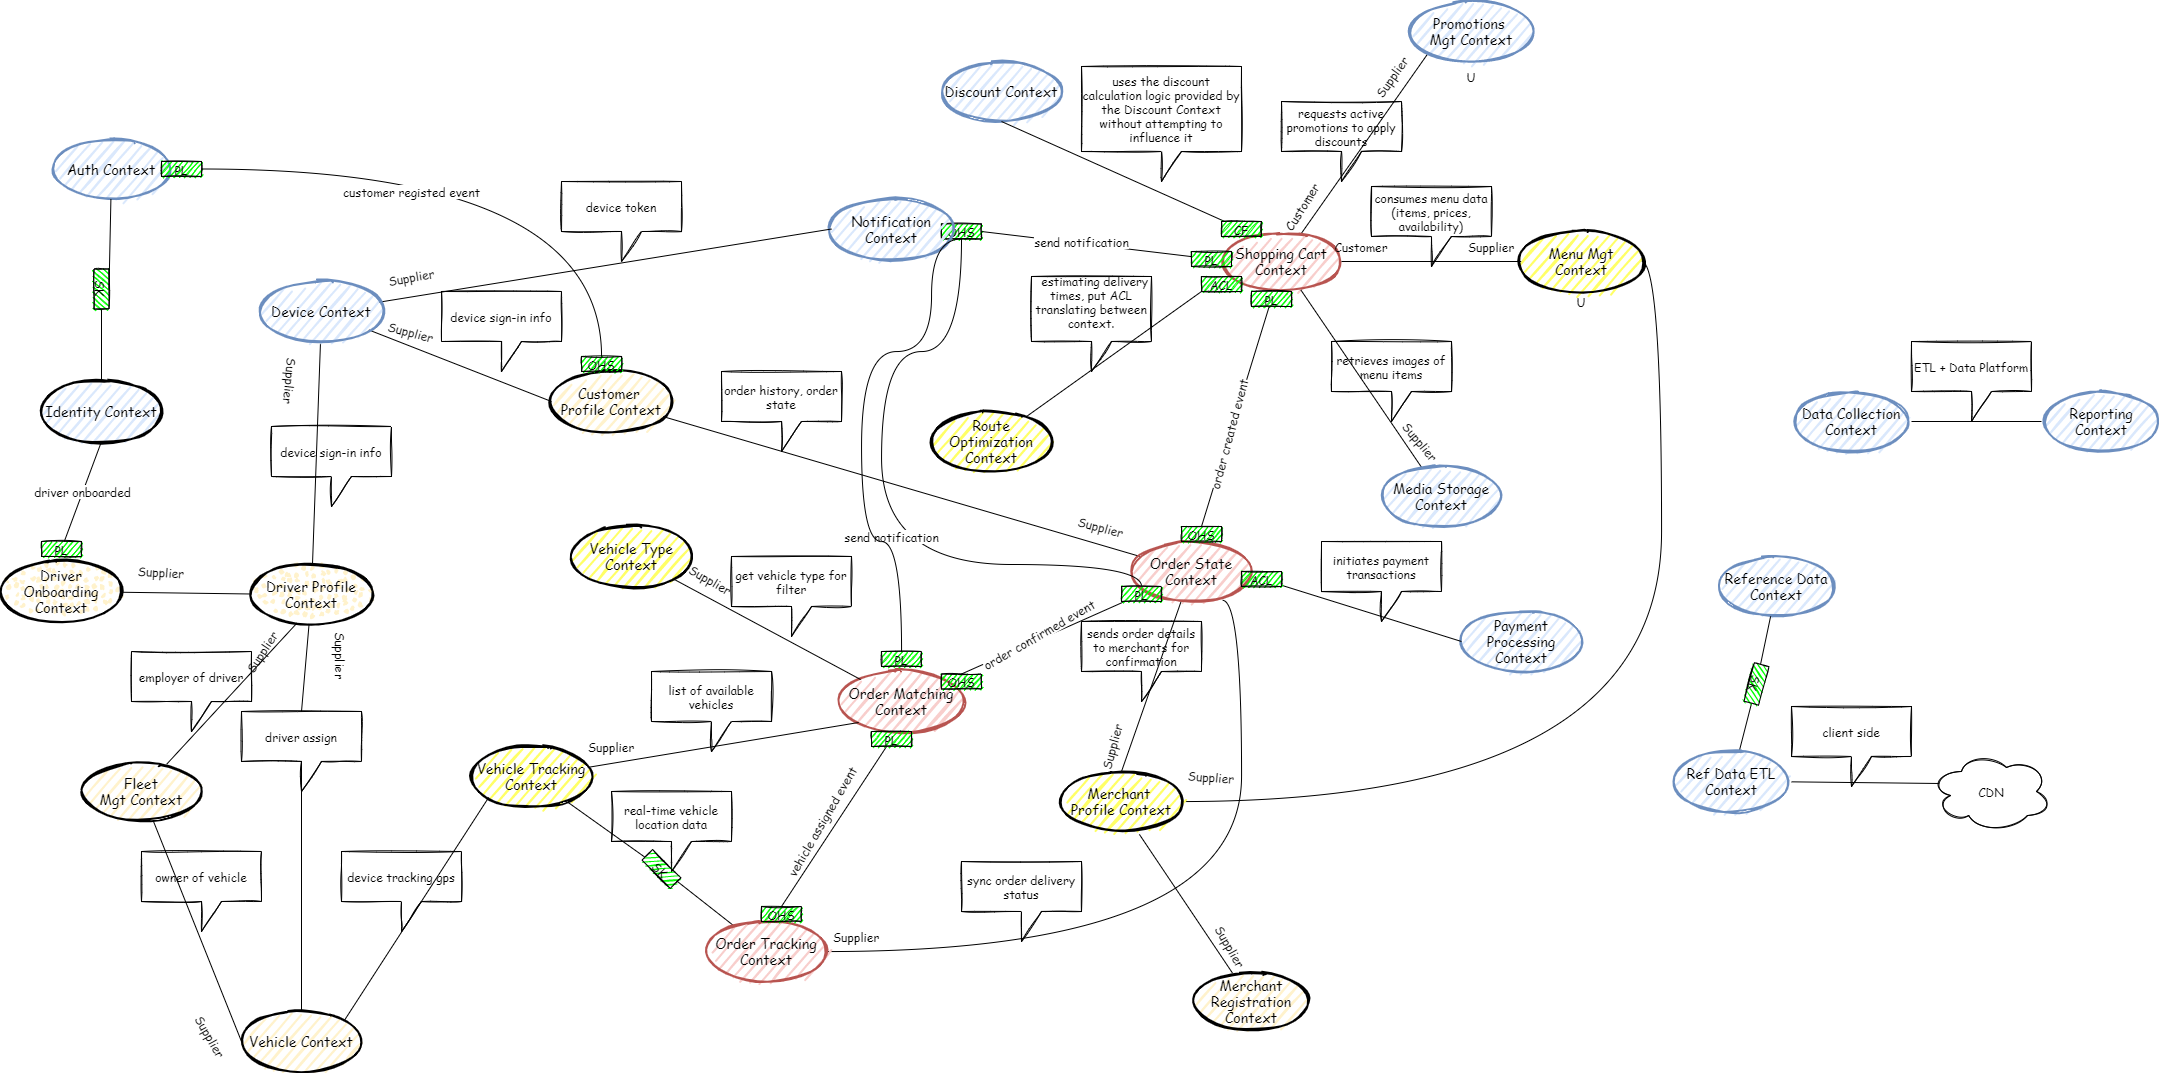 Promotions
Mgt Context
U
Supplier
Discount Context
uses the discount
calculation logic provided by
the Discount Context
without attempting to
influence it
requests active
promotions to apply
discounts
Customer
Auth Context
PL
customer registed event
device token
Notification
Context
OHS
send notification
CF
PL
ACL
PL
Shopping Cart
Context
Customer
consumes menu data
(items, prices,
availability)
Supplier
Menu Mgt
Context
U
SK
Device Context
Supplier
Supplier
Supplier
device sign-in info
estimating delivery
times, put ACL
translating between
context.
retrieves images of
menu items
ETL + Data Platform
Identity Context
OHS
Customer
Profile Context
order history, order
state
order created event
Route
Optimization
Context
Supplier
Media Storage
Context
Data Collection
Context
Reporting
Context
device sign-in info
driver onboarded
PL
Driver
Onboarding
Context
Supplier
Driver Profile
Context
Vehicle Type
Context
Supplier
get vehicle type for
filter
send notification
Supplier
OHS
Order State
Context
ACL
PL
initiates payment
transactions
Payment
Processing
Context
Reference Data
Context
SK
order confirmed event
sends order details
to merchants for
confirmation
Supplier
Supplier
employer of driver
driver assign
list of available
vehicles
PL
Order Matching
Context
OHS
PL
Supplier
Vehicle Tracking
Context
Supplier
Supplier
Merchant
Profile Context
client side
Ref Data ETL
Context
CDN
Fleet
Mgt Context
real-time vehicle
location data
SK
vehicle assigned event
owner of vehicle
device tracking gps
sync order delivery
status
OHS
Order Tracking
Context
Supplier
Supplier
Merchant
Registration
Context
Supplier
Vehicle Context